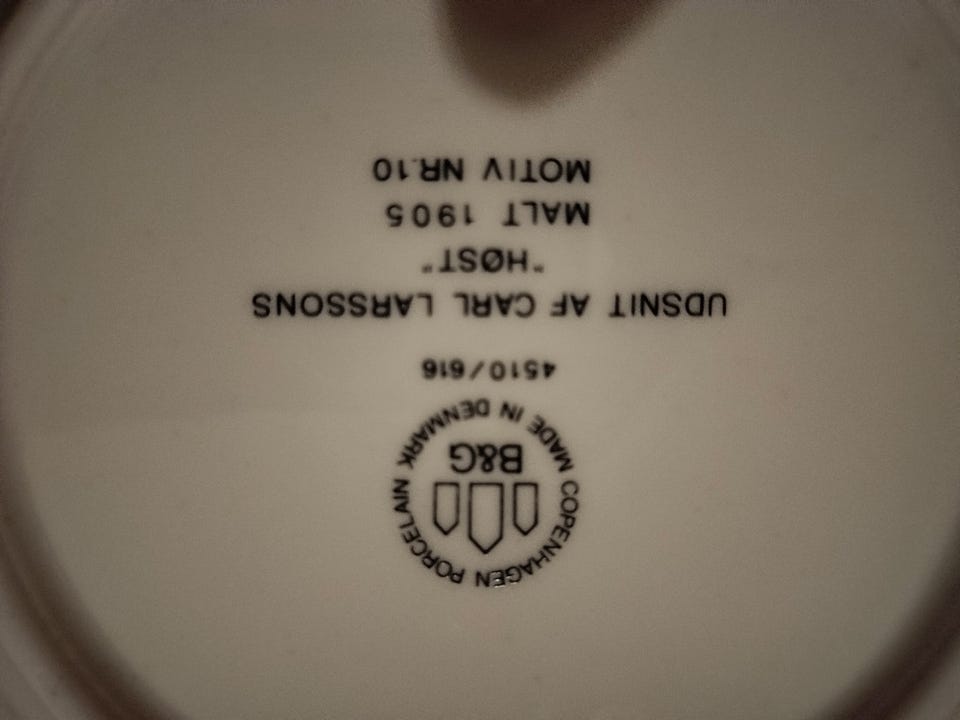 COPENHAGEN PORCELAIN MADE IN DENMARK
B&G
4510/616
UDSNIT AF CARL LARSSONS
"HØST"
MALT 1905
MOTIV NR.10